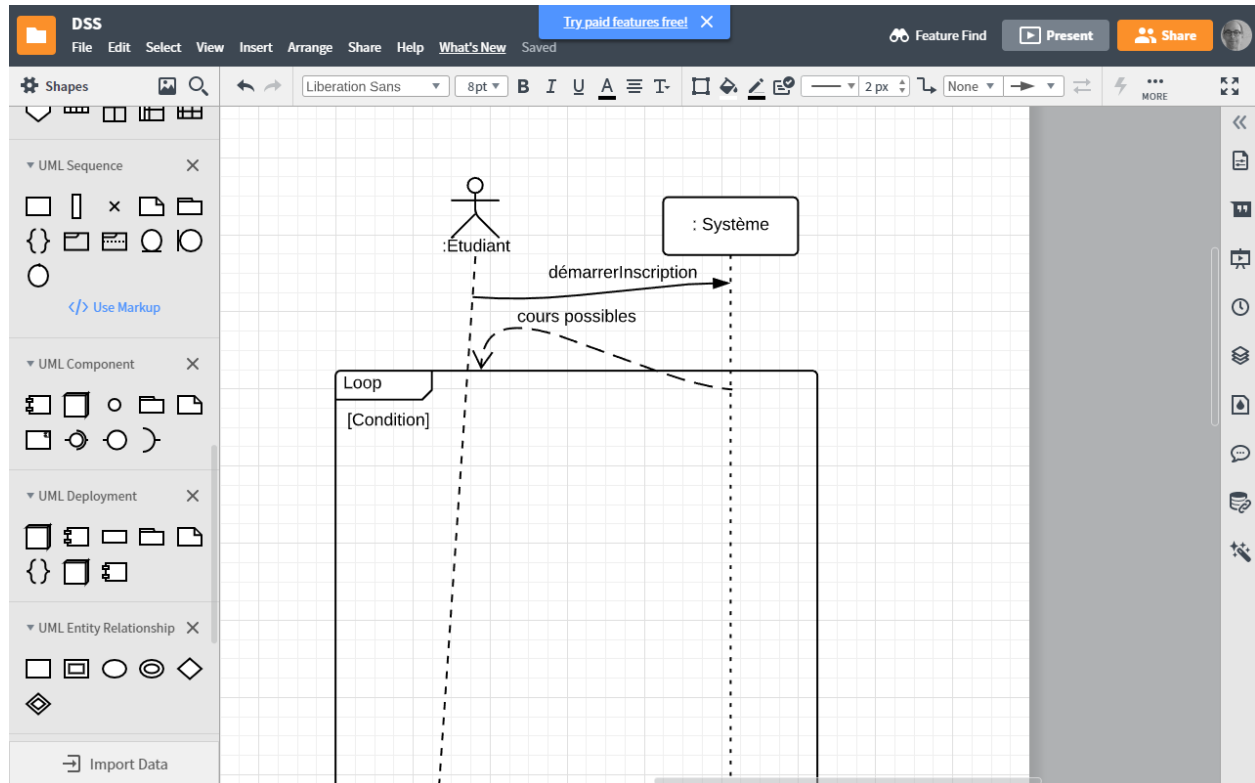 DSS
Try paid features free!
File Edit Select View Insert Arrange Share Help What's New Saved
Feature Find
Present
Share
Shapes
Liberation Sans
8pt
B I U A T
2 px
None
MORE
UML Sequence
Use Markup
UML Component
UML Deployment
UML Entity Relationship
Import Data
:Étudiant
: Système
démarrerInscription
cours possibles
Loop
[Condition]